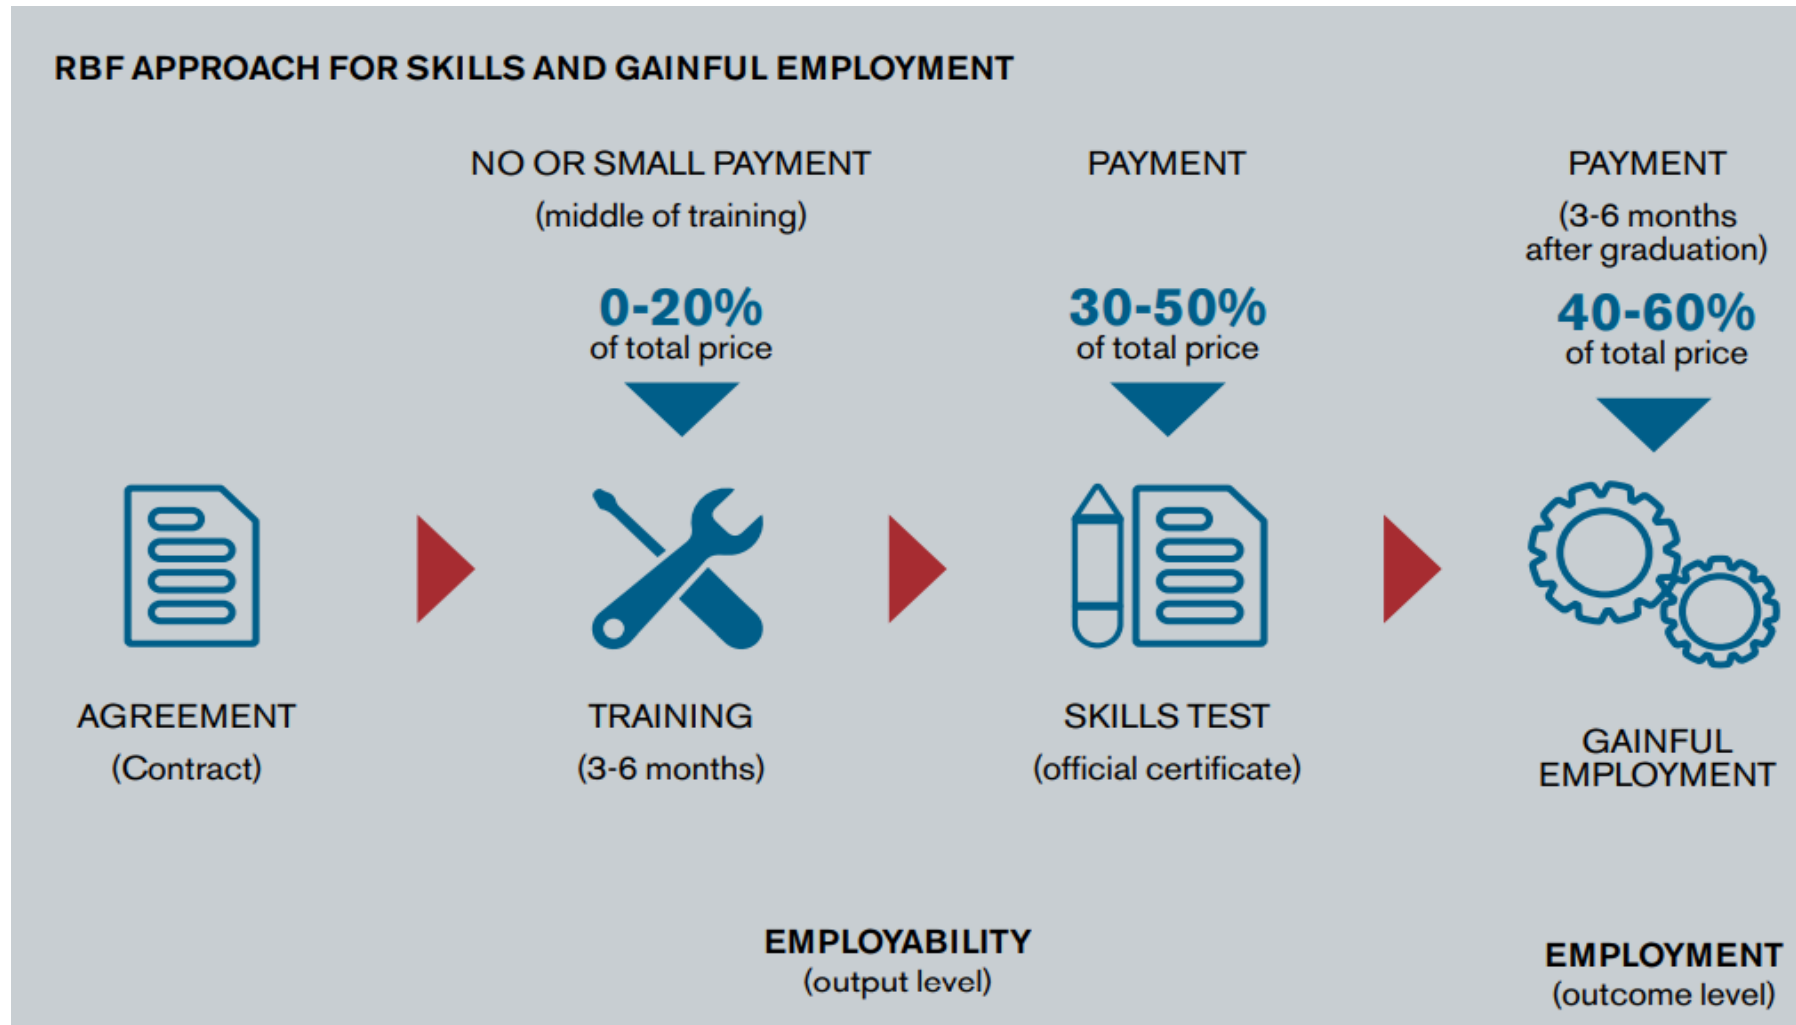 RBF APPROACH FOR SKILLS AND GAINFUL EMPLOYMENT
NO OR SMALL PAYMENT
(middle of training)
0-20%
of total price
PAYMENT
30-50%
of total price
PAYMENT
(3-6 months
after graduation)
40-60%
of total price
AGREEMENT
(Contract)
TRAINING
(3-6 months)
SKILLS TEST
(official certificate)
GAINFUL
EMPLOYMENT
EMPLOYABILITY
(output level)
EMPLOYMENT
(outcome level)